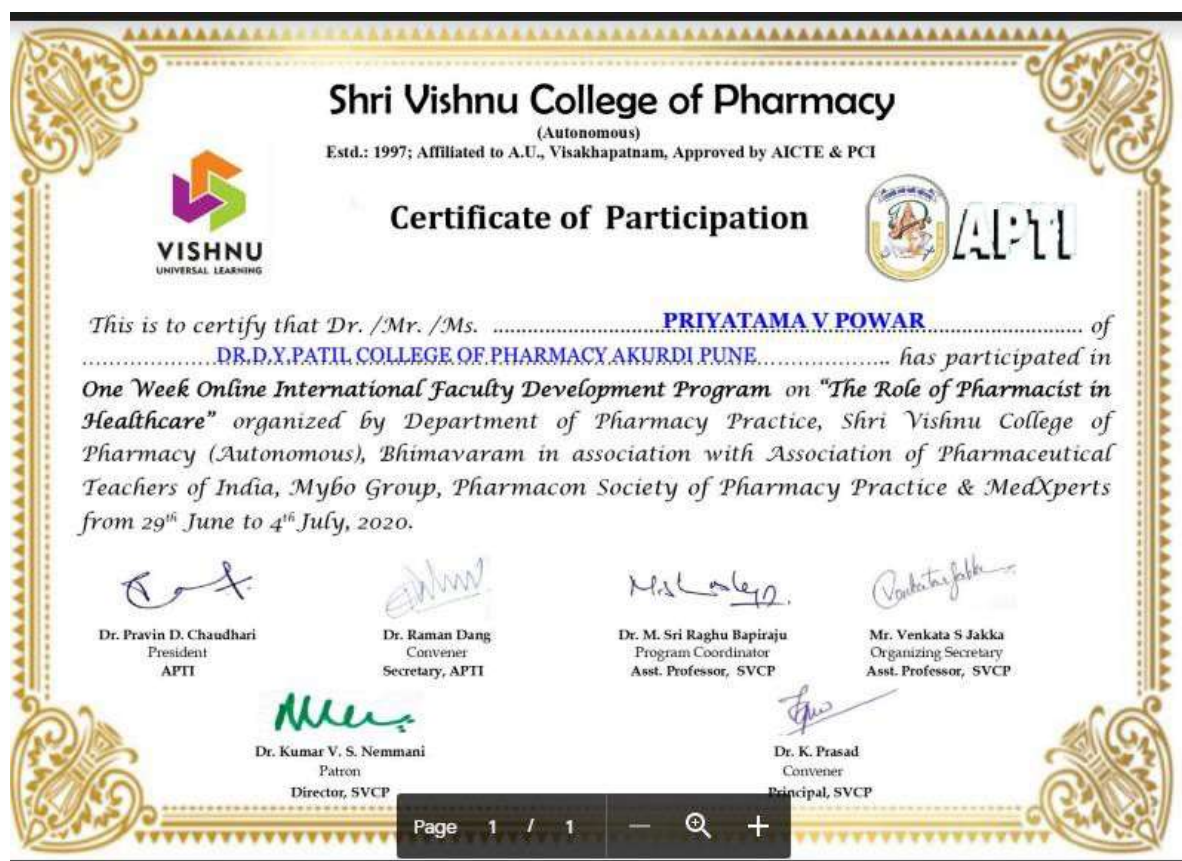 Shri Vishnu College of Pharmacy
(Autonomous)
Estd.: 1997; Affiliated to A.U., Visakhapatnam, Approved by AICTE & PCI
VISHNU
UNIVERSAL LEARNING
Certificate of Participation
APTI
This is to certify that Dr. /Mr. /Ms. PRIYATAMA V POWAR of
DR.D.Y.PATIL COLLEGE OF PHARMACY AKURDI PUNE has participated in
One Week Online International Faculty Development Program on "The Role of Pharmacist in
Healthcare" organized by Department of Pharmacy Practice, Shri Vishnu College of
Pharmacy (Autonomous), Bhimavaram in association with Association of Pharmaceutical
Teachers of India, Mybo Group, Pharmacon Society of Pharmacy Practice & MedXperts
from 29th June to 4th July, 2020.
Dr. Pravin D. Chaudhari
President
APTI
Dr. Raman Dang
Convener
Secretary, APTI
Dr. M. Sri Raghu Bapiraju
Program Coordinator
Asst. Professor, SVCP
Mr. Venkata S Jakka
Organizing Secretary
Asst. Professor, SVCP
Dr. Kumar V. S. Nemmani
Patron
Director, SVCP
Dr. K. Prasad
Convener
Principal, SVCP
Page 1 / 1